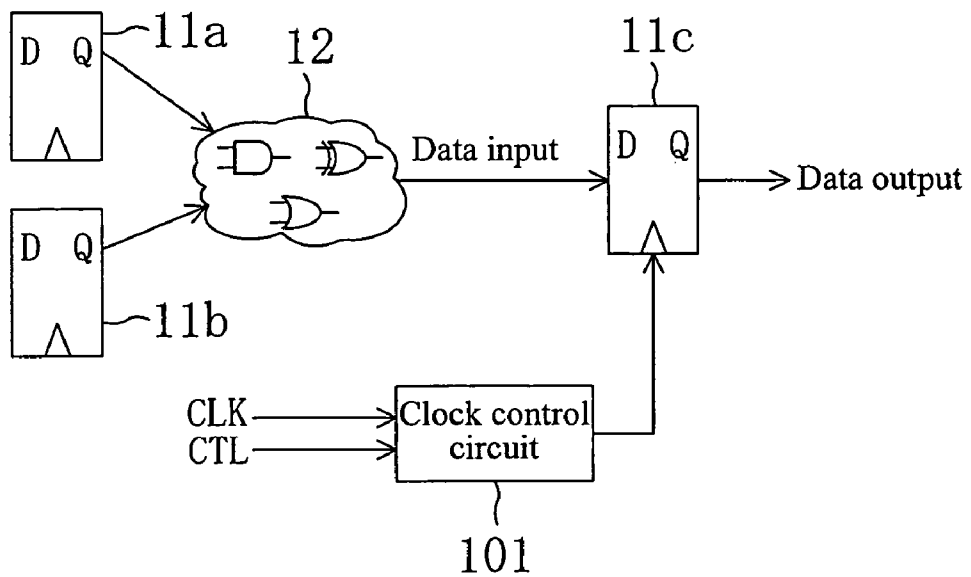 D Q
11a
12
11c
D Q
Data input
Data output
D Q
11b
CLK
CTL
Clock control
circuit
101